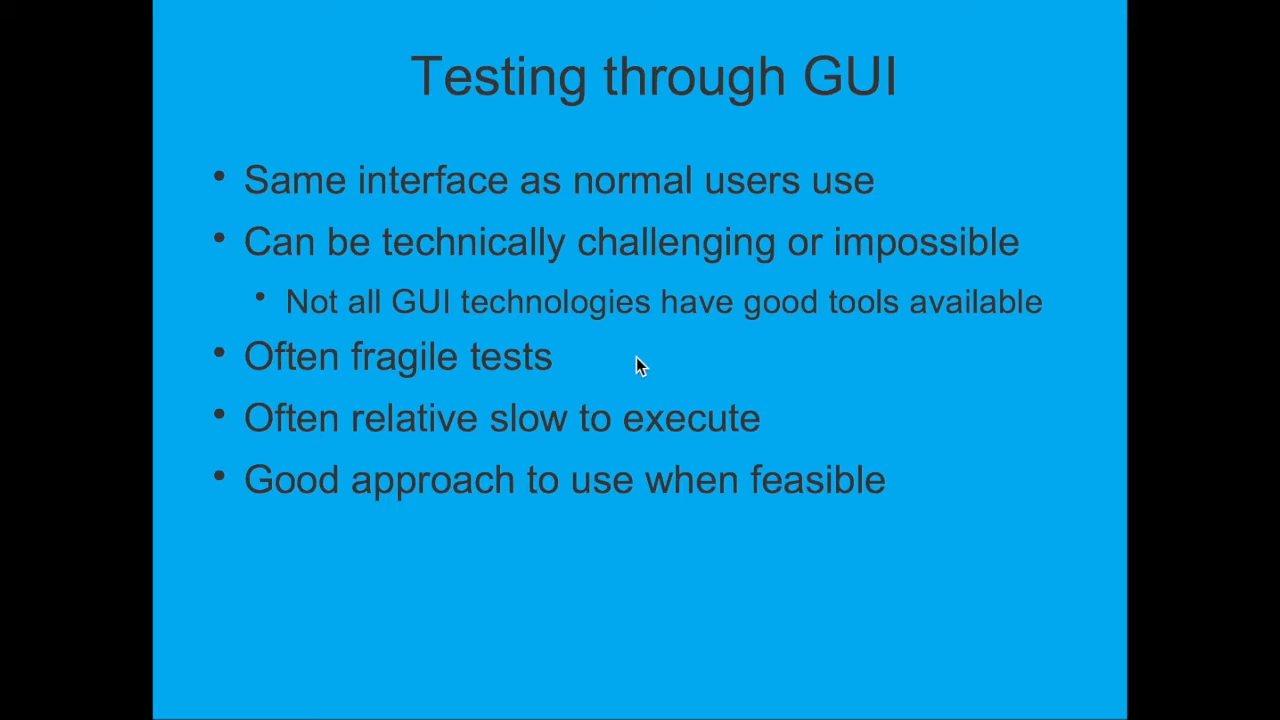 Testing through GUI
• Same interface as normal users use
• Can be technically challenging or impossible
• Not all GUI technologies have good tools available
• Often fragile tests
• Often relative slow to execute
• Good approach to use when feasible